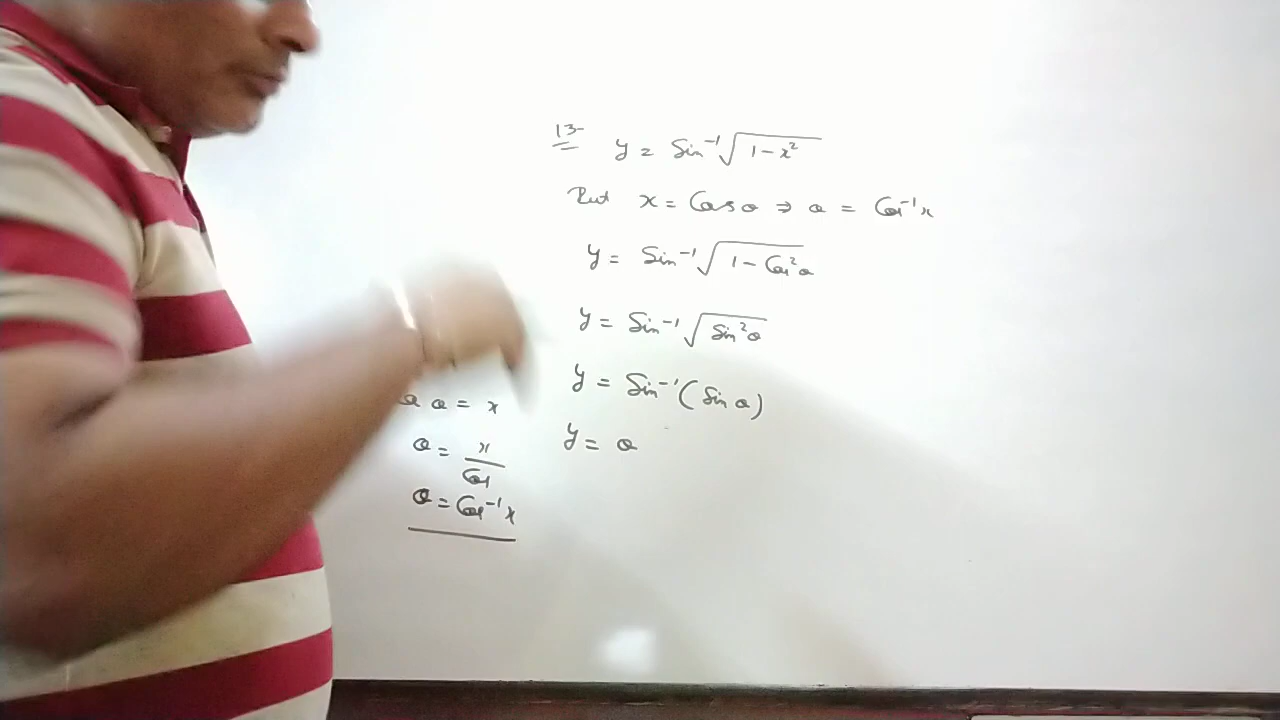 13
y = Sin⁻¹√(1-x²)
Put x = Cos θ ⇒ θ = Cos⁻¹x
y = Sin⁻¹√(1-Cos²θ)
y = Sin⁻¹√(Sin²θ)
y = Sin⁻¹(Sin θ)
y = θ
θ = x
θ = x/Cos
θ = Cos⁻¹x